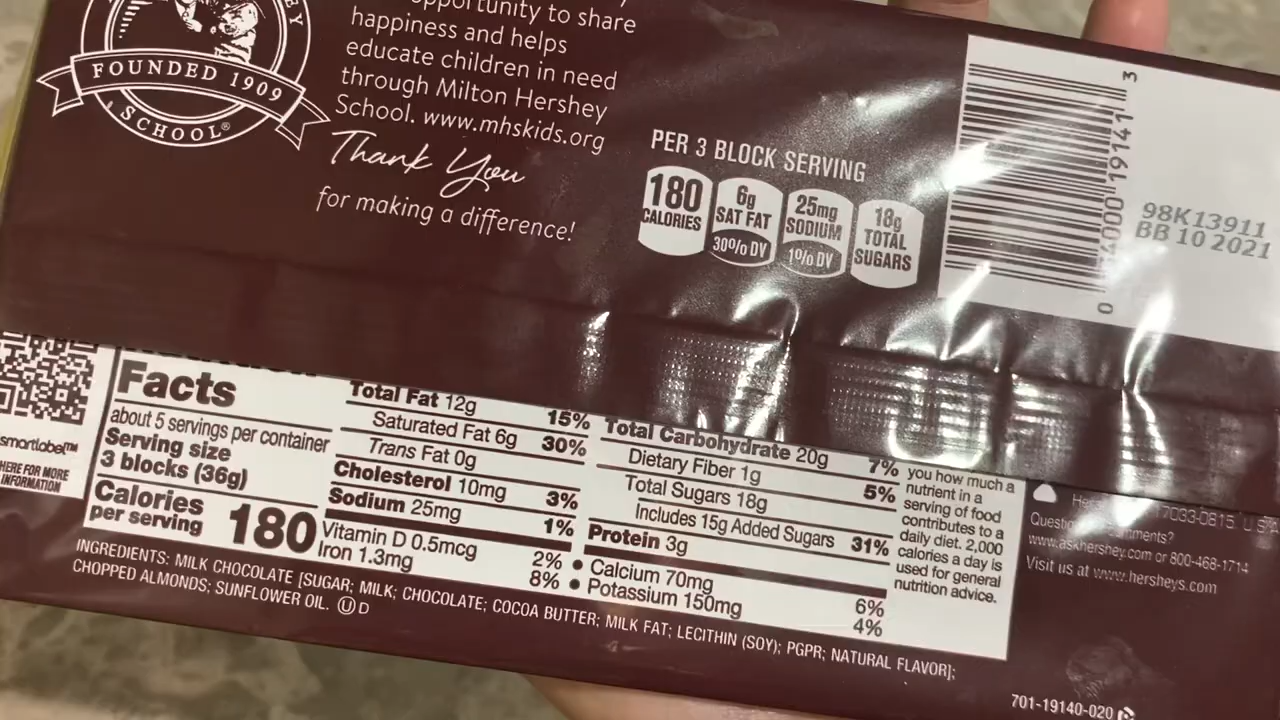 EY
FOUNDED 1909
SCHOOL®
opportunity to share
happiness and helps
educate children in need
through Milton Hershey
School. www.mhskids.org
Thank You
for making a difference!
PER 3 BLOCK SERVING
180
CALORIES
6g
SAT FAT
30% DV
25mg
SODIUM
1% DV
18g
TOTAL
SUGARS
0 34000 19141 3
98K13911
BB 10 2021
smartlabel™
HERE FOR MORE
INFORMATION
Facts
about 5 servings per container
Serving size
3 blocks (36g)
Calories
per serving 180
Total Fat 12g 15%
Saturated Fat 6g 30%
Trans Fat 0g
Cholesterol 10mg 3%
Sodium 25mg 1%
Total Carbohydrate 20g 7%
Dietary Fiber 1g 5%
Total Sugars 18g
Includes 15g Added Sugars 31%
Protein 3g
Vitamin D 0.5mcg 2% • Calcium 70mg 6%
Iron 1.3mg 8% • Potassium 150mg 4%
you how much a
nutrient in a
serving of food
contributes to a
daily diet. 2,000
calories a day is
used for general
nutrition advice.
17033-0815. U.S.
www.askhershey.com or 800-468-1714
Visit us at www.hersheys.com
INGREDIENTS: MILK CHOCOLATE [SUGAR; MILK; CHOCOLATE; COCOA BUTTER; MILK FAT; LECITHIN (SOY); PGPR; NATURAL FLAVOR];
CHOPPED ALMONDS; SUNFLOWER OIL. Ⓤ D
701-19140-020